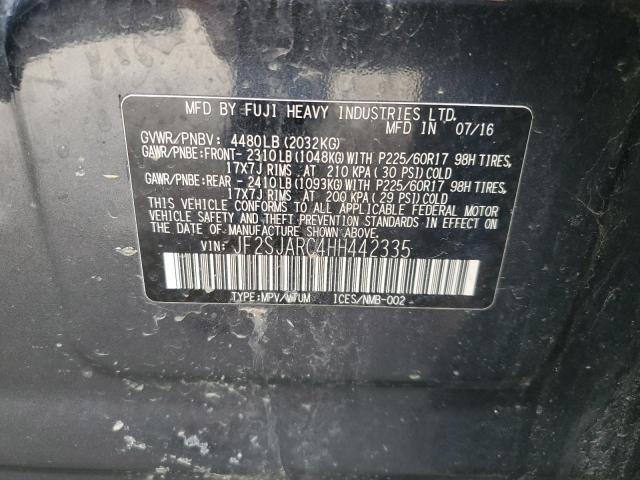 MFD BY FUJI HEAVY INDUSTRIES LTD.
MFD IN 07/16
GVWR/PNBV: 4480LB (2032KG)
GAWR/PNBE:FRONT- 2310LB (1048KG) WITH P225/60R17 98H TIRES,
17X7J RIMS AT 210 KPA (30 PSI) COLD
GAWR/PNBE:REAR - 2410LB (1093KG) WITH P225/60R17 98H TIRES,
17X7J RIMS AT 200 KPA (29 PSI) COLD
THIS VEHICLE CONFORMS TO ALL APPLICABLE FEDERAL MOTOR
VEHICLE SAFETY AND THEFT PREVENTION STANDARDS IN EFFECT ON
THE DATE OF MANUFACTURE SHOWN ABOVE.
VIN: JF2SJARC4HH442335
TYPE:MPV/VTUM ICES/NMB-002